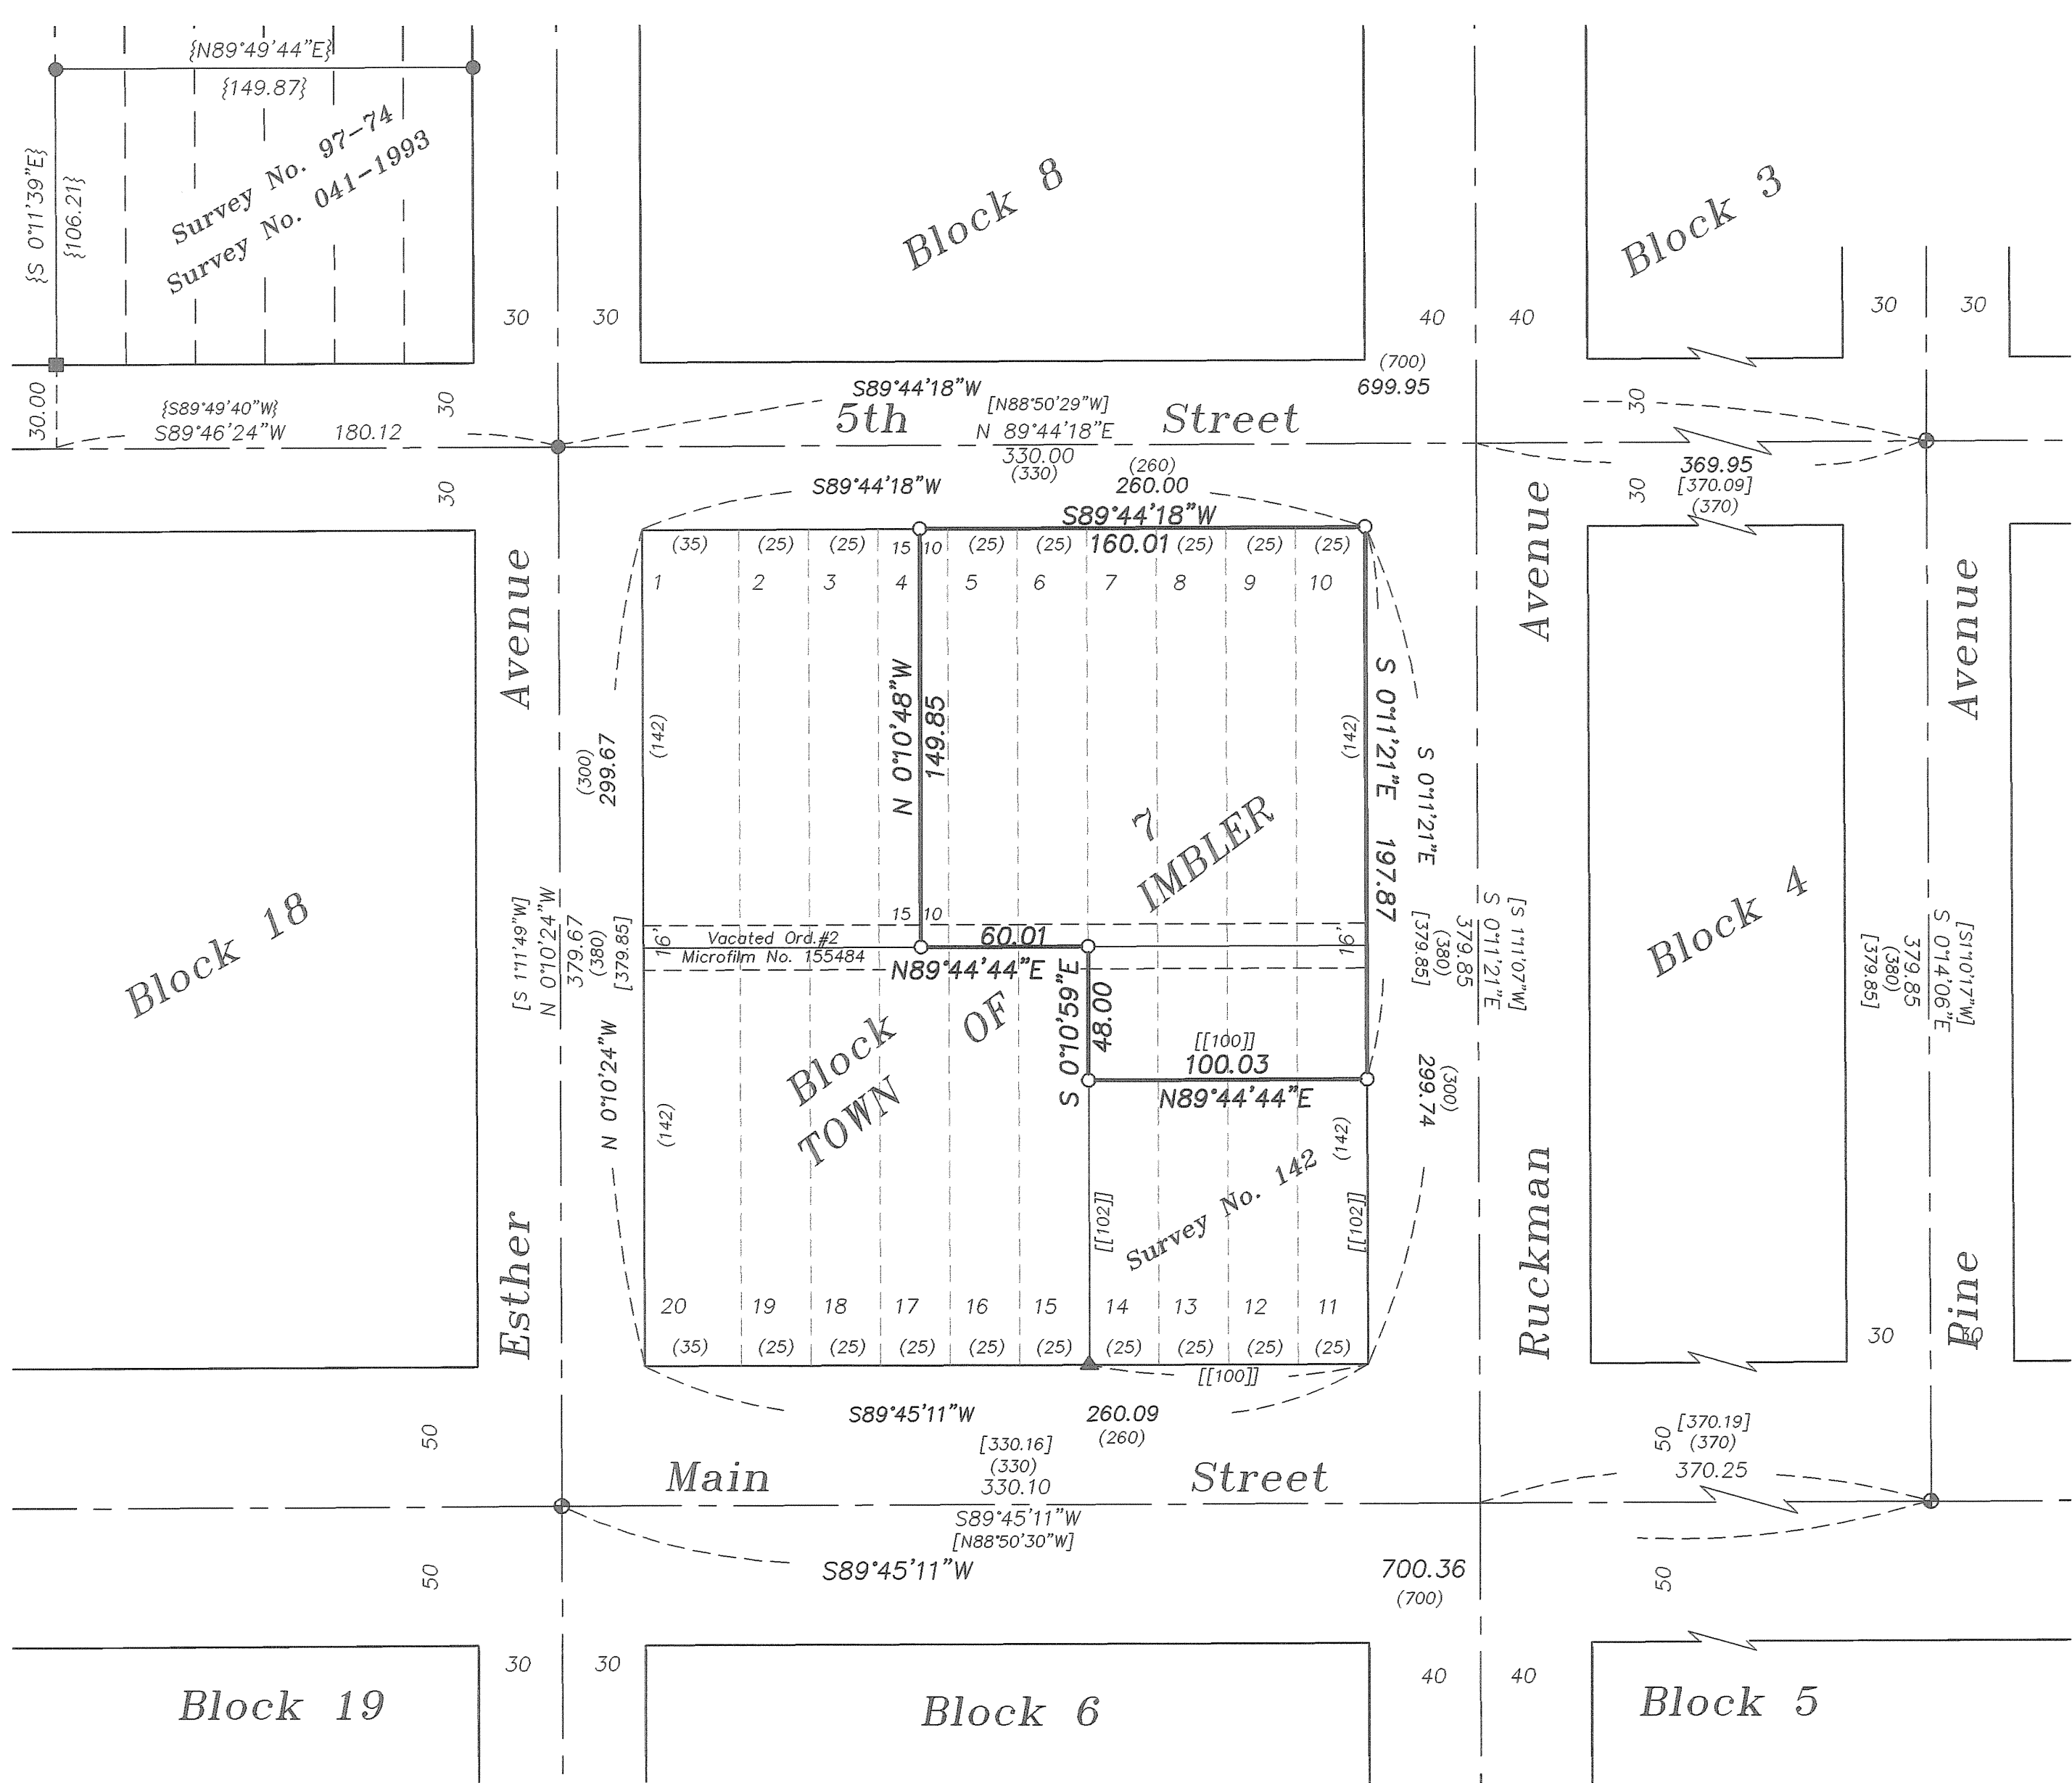 {N89°49'44"E}
{149.87}
{S 0°11'39"E}
{106.21}
Survey No. 97-74
Survey No. 041-1993
Block 8
Block 3
30
30
40
40
30
30
30.00
{S89°49'40"W}
S89°46'24"W 180.12
30
30
S89°44'18"W
(700)
699.95
5th Street
[N88°50'29"W]
N 89°44'18"E
330.00
(330)
30
30
369.95
[370.09]
(370)
(260)
S89°44'18"W 260.00
S89°44'18"W
160.01
(35) (25) (25) 15 10 (25) (25) (25) (25) (25)
1 2 3 4 5 6 7 8 9 10
Avenue
Avenue
Avenue
N 0°10'48"W
149.85
S 0°11'21"E 197.87
S 0°11'21"E
(142)
(142)
(300)
299.67
7
IMBLER
Block 18
Block 4
[S 1°11'49"W]
N 0°10'24"W
379.67
(380)
[379.85]
15 10
16'
Vacated Ord.#2
Microfilm No. 155484
60.01
N89°44'44"E
16'
[S 1°11'07"W]
S 0°11'21"E
379.85
(380)
[379.85]
[S1°10'17"W]
S 0°14'06"E
379.85
(380)
[379.85]
N 0°10'24"W
Block
OF
TOWN
S 0°10'59"E
48.00
[[100]]
100.03
N89°44'44"E
(300)
299.74
(142)
(142)
Survey No. 142
[[102]]
[[102]]
Esther
Ruckman
Pine
20 19 18 17 16 15 14 13 12 11
(35) (25) (25) (25) (25) (25) (25) (25) (25) (25)
30
30
[[100]]
S89°45'11"W 260.09
(260)
50
50
[330.16]
(330)
330.10
Main Street
S89°45'11"W
[N88°50'30"W]
S89°45'11"W
700.36
(700)
50
[370.19]
(370)
370.25
50
30
30
40
40
Block 19
Block 6
Block 5